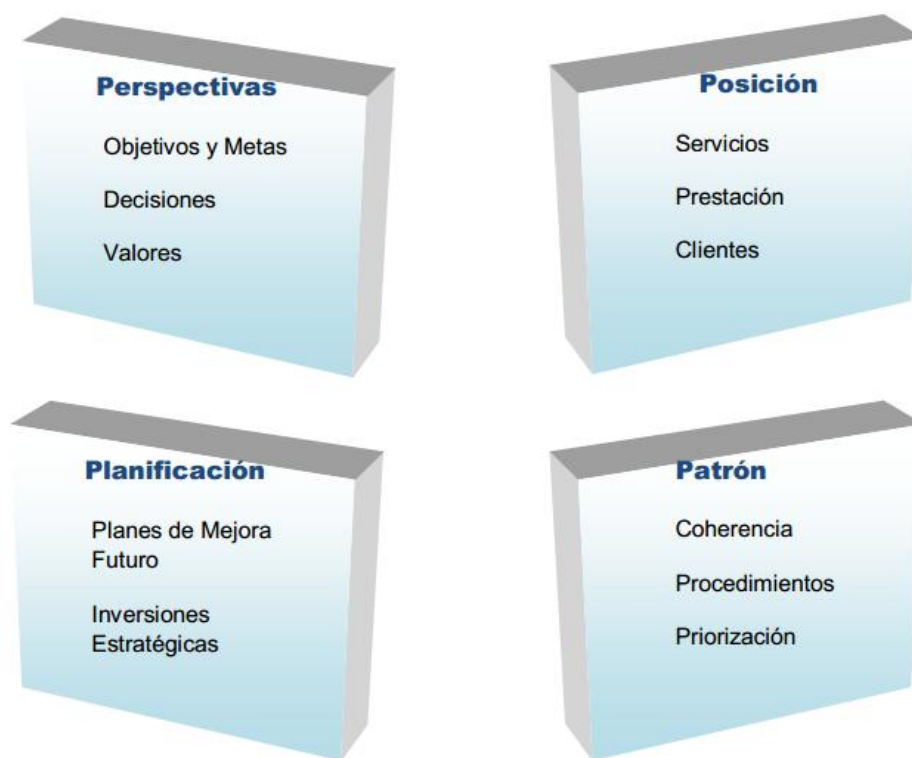 Perspectivas
Objetivos y Metas
Decisiones
Valores
Posición
Servicios
Prestación
Clientes
Planificación
Planes de Mejora
Futuro
Inversiones
Estratégicas
Patrón
Coherencia
Procedimientos
Priorización